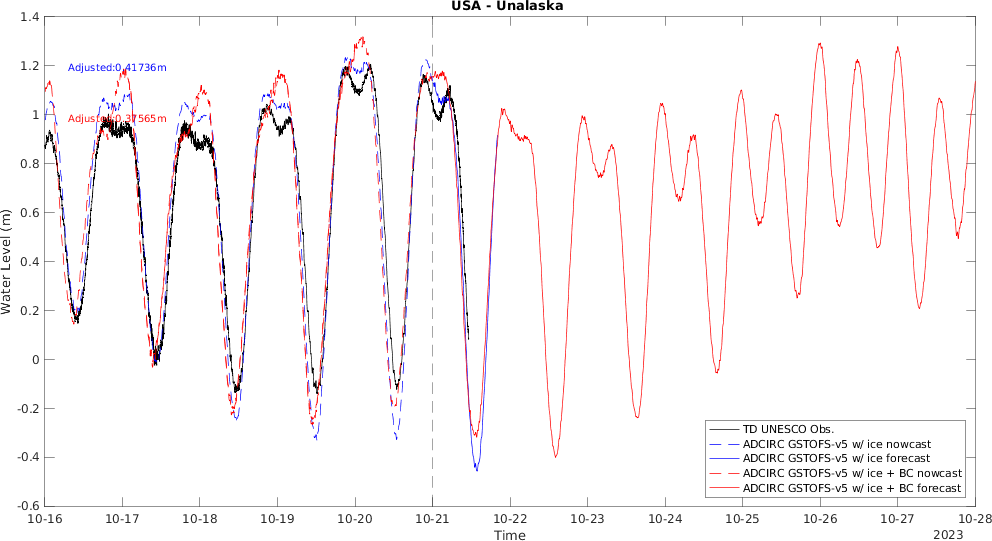 USA - Unalaska
1.4
1.2
1
0.8
0.6
0.4
0.2
0
-0.2
-0.4
-0.6
Water Level (m)
Adjusted:0.41736m
Adjusted:0.37565m
TD UNESCO Obs.
ADCIRC GSTOFS-v5 w/ ice nowcast
ADCIRC GSTOFS-v5 w/ ice forecast
ADCIRC GSTOFS-v5 w/ ice + BC nowcast
ADCIRC GSTOFS-v5 w/ ice + BC forecast
10-16 10-17 10-18 10-19 10-20 10-21 10-22 10-23 10-24 10-25 10-26 10-27 10-28
Time
2023